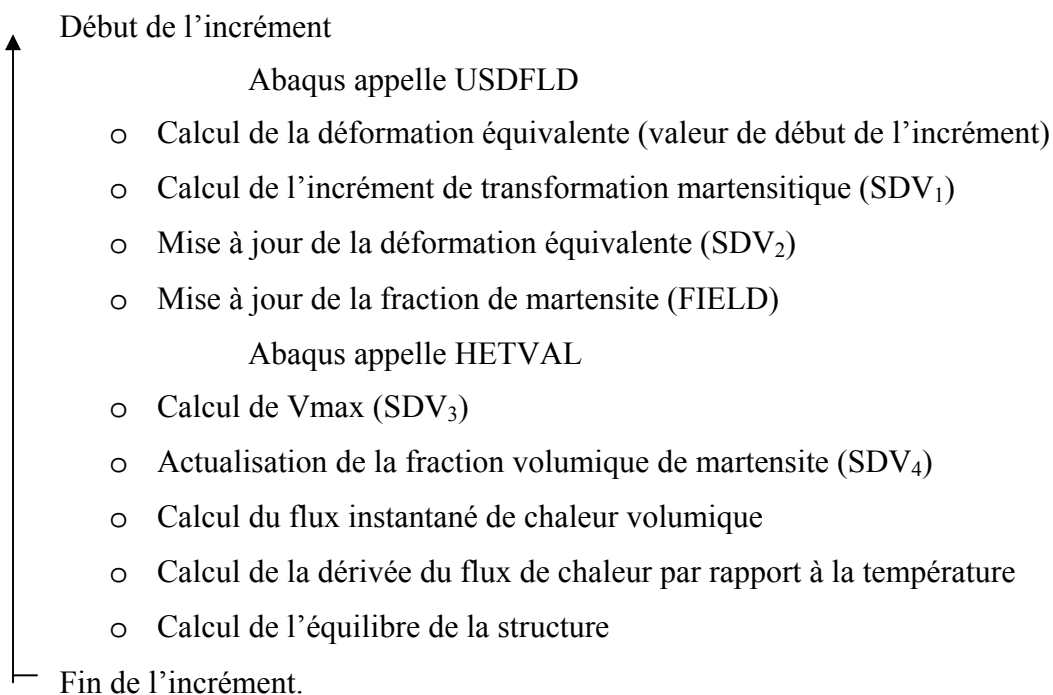 Début de l’incrément
Abaqus appelle USDFLD
o Calcul de la déformation équivalente (valeur de début de l’incrément)
o Calcul de l’incrément de transformation martensitique (SDV₁)
o Mise à jour de la déformation équivalente (SDV₂)
o Mise à jour de la fraction de martensite (FIELD)
Abaqus appelle HETVAL
o Calcul de Vmax (SDV₃)
o Actualisation de la fraction volumique de martensite (SDV₄)
o Calcul du flux instantané de chaleur volumique
o Calcul de la dérivée du flux de chaleur par rapport à la température
o Calcul de l’équilibre de la structure
Fin de l’incrément.